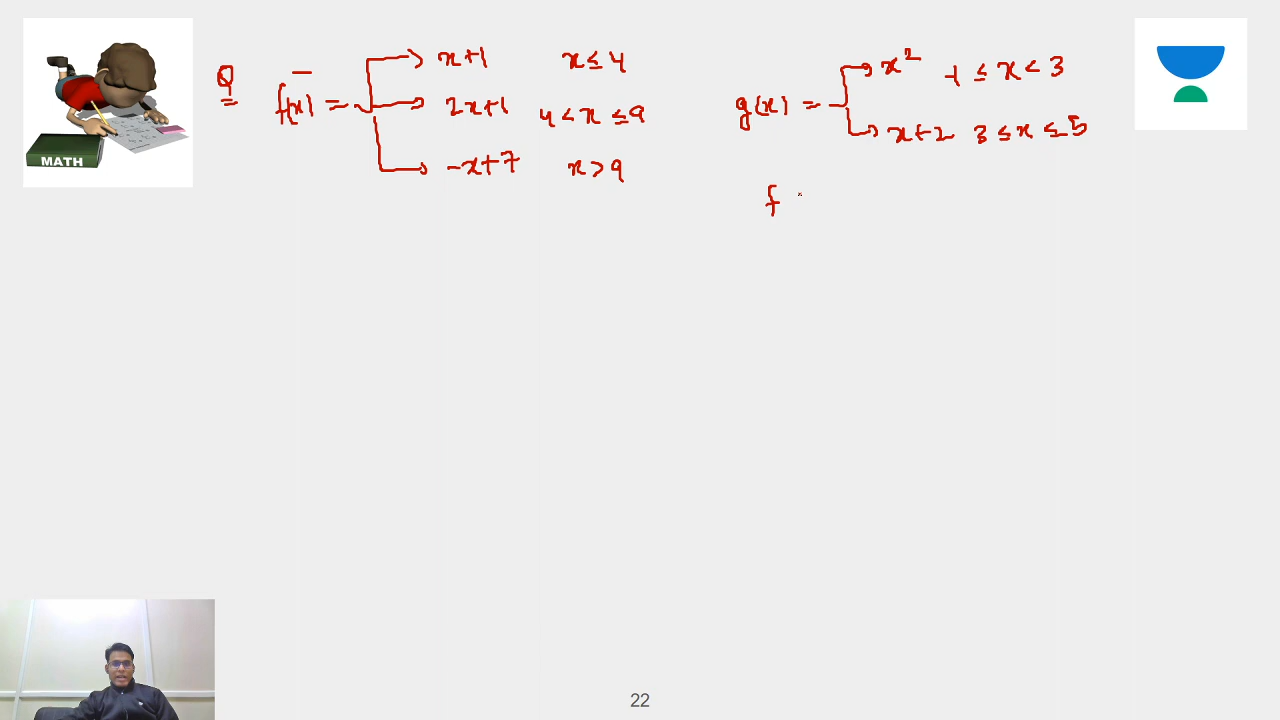 Q f(x) = x+1 x ≤ 4
2x+1 4 < x ≤ 9
-x+7 x > 9
g(x) = x² -1 ≤ x < 3
x+2 3 ≤ x ≤ 5
f
MATH
22